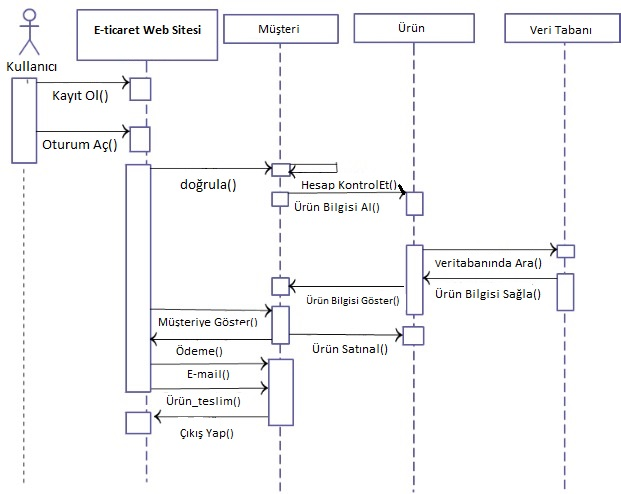 E-ticaret Web Sitesi
Müşteri
Ürün
Veri Tabanı
Kullanıcı
Kayıt Ol()
Oturum Aç()
doğrula()
Hesap KontrolEt()
Ürün Bilgisi Al()
Veritabanında Ara()
Ürün Bilgisi Sağla()
Ürün Bilgisi Göster()
Müşteriye Göster()
Ödeme()
Ürün Satınal()
E-mail()
Ürün_teslim()
Çıkış Yap()